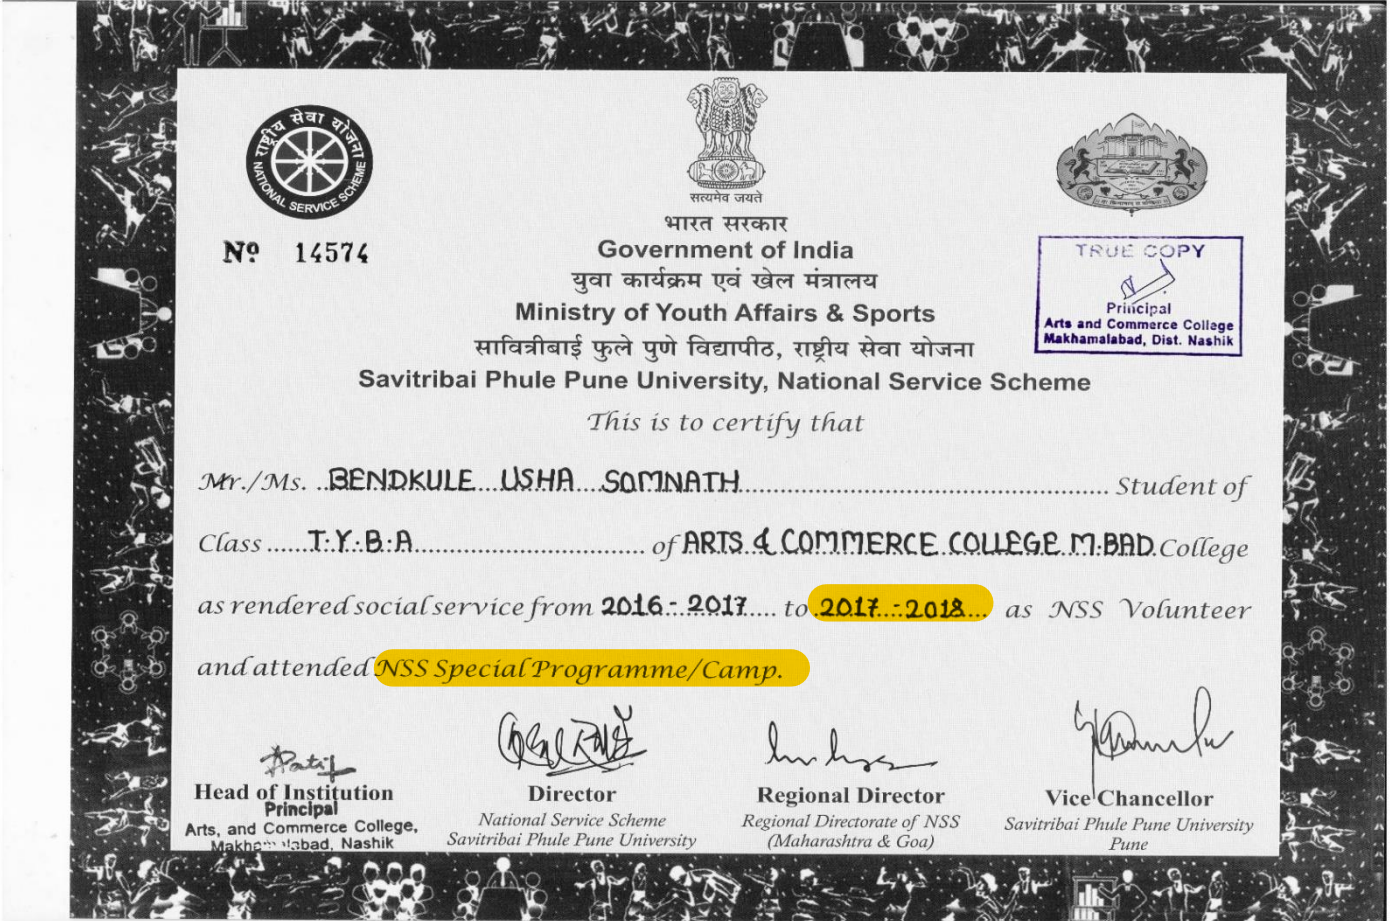 राष्ट्रीय सेवा योजना
NATIONAL SERVICE SCHEME
सत्यमेव जयते
Nº 14574
भारत सरकार
Government of India
युवा कार्यक्रम एवं खेल मंत्रालय
Ministry of Youth Affairs & Sports
सावित्रीबाई फुले पुणे विद्यापीठ, राष्ट्रीय सेवा योजना
Savitribai Phule Pune University, National Service Scheme
TRUE COPY
Principal
Arts and Commerce College
Makhamalabad, Dist. Nashik
This is to certify that
Mr./Ms. BENDKULE USHA SOMNATH Student of
Class T.Y.B.A of ARTS & COMMERCE COLLEGE M.BAD. College
as rendered social service from 2016-2017 to 2017-2018 as NSS Volunteer
and attended NSS Special Programme/Camp.
Head of Institution
Principal
Arts, and Commerce College,
Nashik
Director
National Service Scheme
Savitribai Phule Pune University
Regional Director
Regional Directorate of NSS
(Maharashtra & Goa)
Vice Chancellor
Savitribai Phule Pune University
Pune